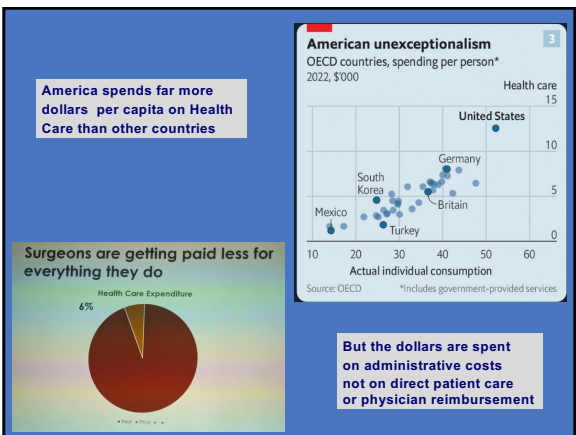 America spends far more
dollars per capita on Health
Care than other countries
American unexceptionalism
3
OECD countries, spending per person*
2022, $'000
Health care
15
United States
10
Germany
South
Korea
5
Britain
Mexico
Turkey
0
10 20 30 40 50 60
Actual individual consumption
Source: OECD *Includes government-provided services
Surgeons are getting paid less for
everything they do
Health Care Expenditure
6%
But the dollars are spent
on administrative costs
not on direct patient care
or physician reimbursement